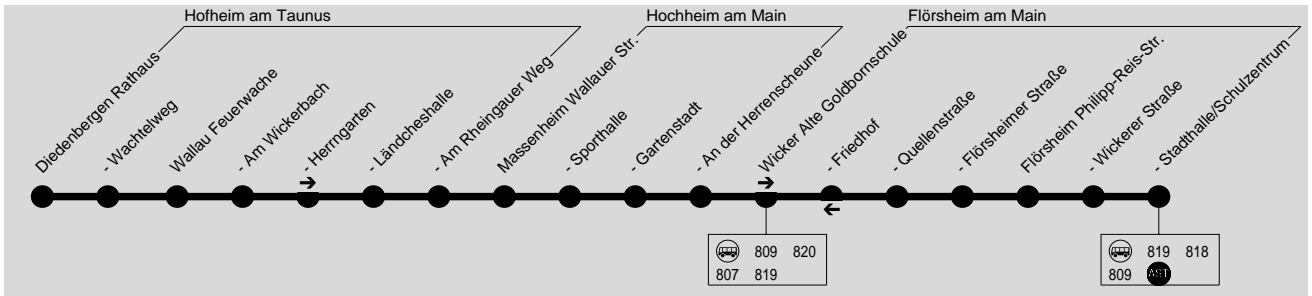 Hofheim am Taunus
Hochheim am Main
Flörsheim am Main
Diedenbergen Rathaus
- Wachtelweg
Wallau Feuerwache
- Am Wickerbach
- Herrngarten
- Ländcheshalle
- Am Rheingauer Weg
Massenheim Wallauer Str.
- Sporthalle
- Gartenstadt
- An der Herrenscheune
Wicker Alte Goldbornschule
- Friedhof
- Quellenstraße
- Flörsheimer Straße
Flörsheim Philipp-Reis-Str.
- Wickerer Straße
- Stadthalle/Schulzentrum
809 820
807 819
819 818
809 AST